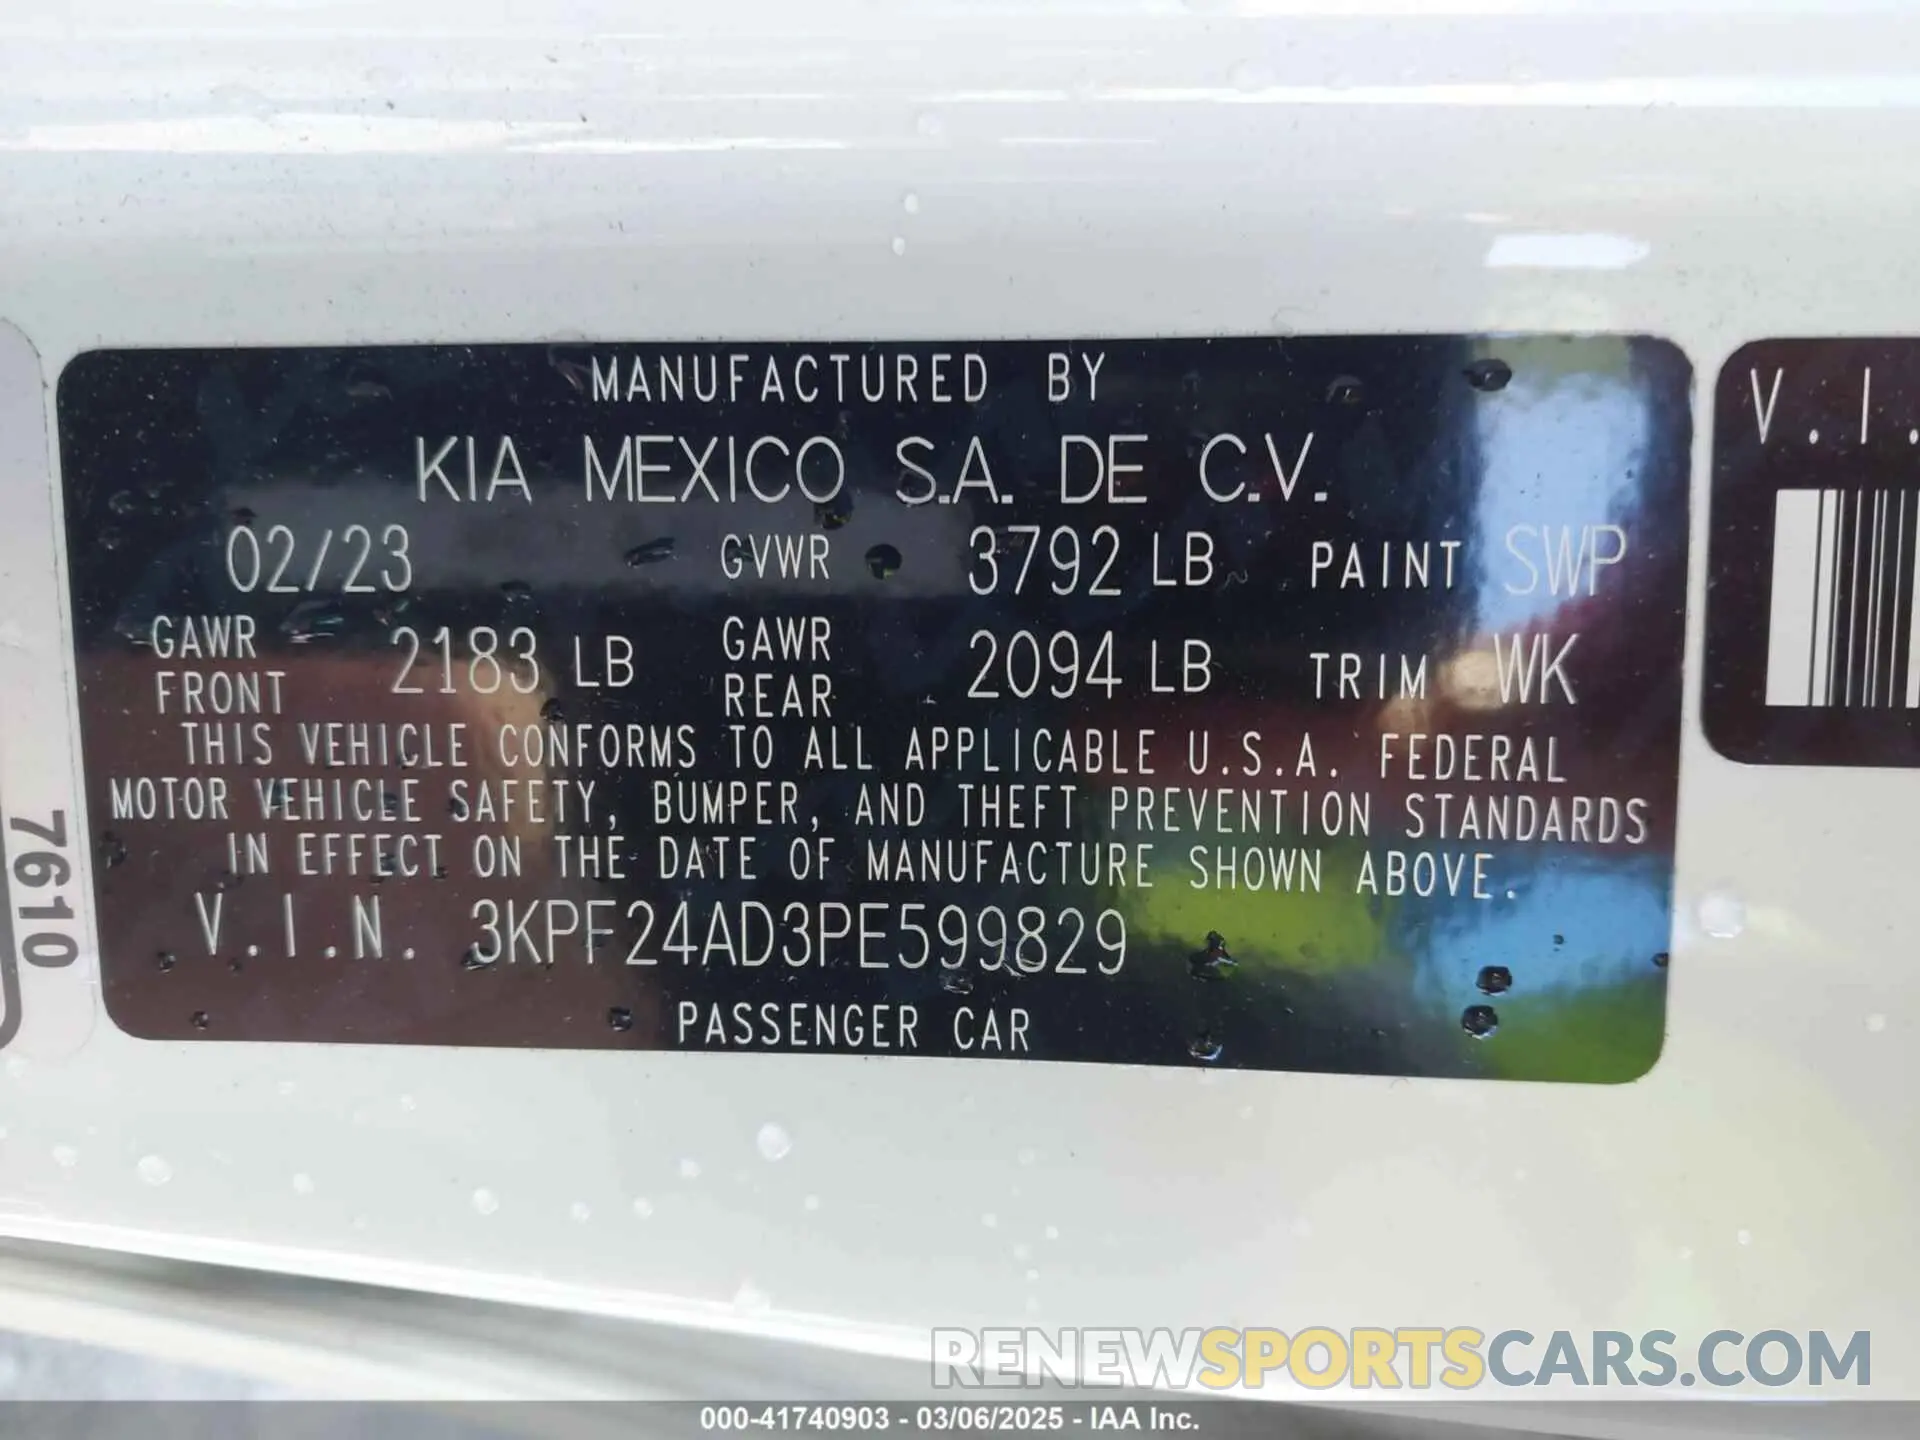 MANUFACTURED BY
KIA MEXICO S.A. DE C.V.
02/23 GVWR 3792 LB PAINT SWP
GAWR FRONT 2183 LB GAWR REAR 2094 LB TRIM WK
THIS VEHICLE CONFORMS TO ALL APPLICABLE U.S.A. FEDERAL
MOTOR VEHICLE SAFETY, BUMPER, AND THEFT PREVENTION STANDARDS
IN EFFECT ON THE DATE OF MANUFACTURE SHOWN ABOVE.
V.I.N. 3KPF24AD3PE599829
PASSENGER CAR
7610
V.I.
RENEWSPORTSCARS.COM
000-41740903 - 03/06/2025 - IAA Inc.